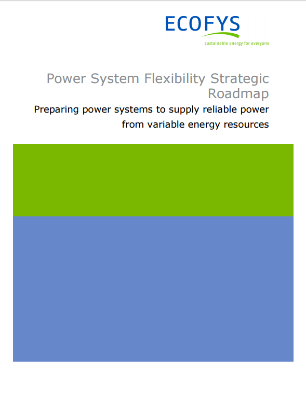 ECOFYS
sustainable energy for everyone
Power System Flexibility Strategic
Roadmap
Preparing power systems to supply reliable power
from variable energy resources